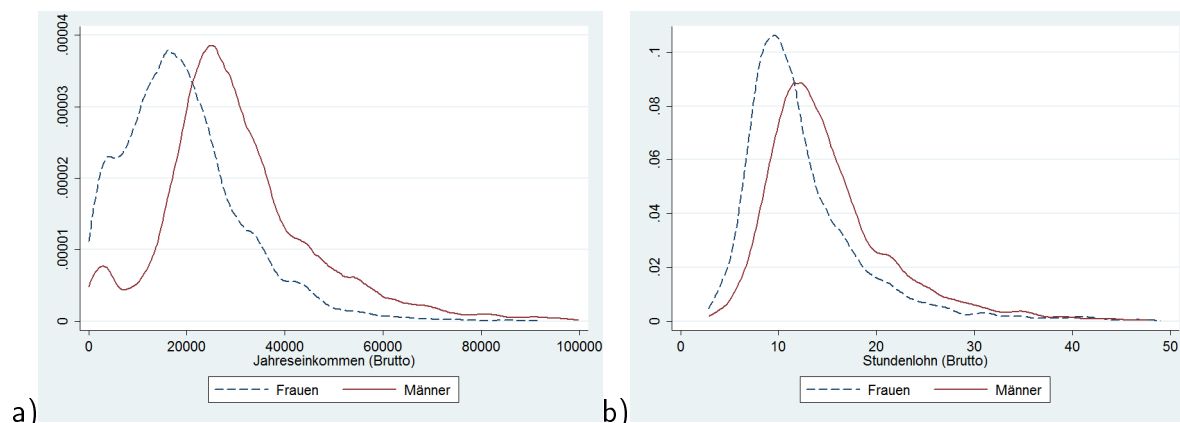 .00004
.00003
.00002
.00001
0
0 20000 40000 60000 80000 100000
Jahreseinkommen (Brutto)
Frauen Männer
a)
.1
.08
.06
.04
.02
0
0 10 20 30 40 50
Stundenlohn (Brutto)
Frauen Männer
b)